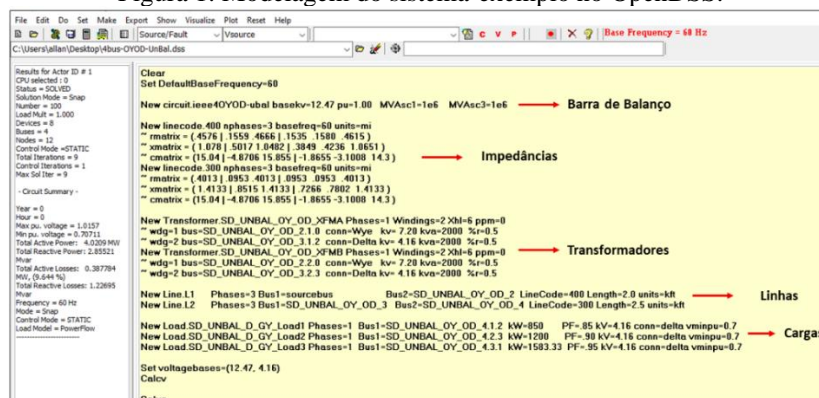 Figura 1: Modelagem do sistema-exemplo no OpenDSS.
File Edit Do Set Make Export Show Visualize Plot Reset Help
Source/Fault Vsource C V P Base Frequency = 60 Hz
C:\Users\allan\Desktop\4bus-OYOD-UnBal.dss
Results for Actor ID # 1
CPU selected : 0
Status = SOLVED
Solution Mode = Snap
Number = 100
Load Mult = 1.000
Devices = 8
Buses = 4
Nodes = 12
Control Mode =STATIC
Total Iterations = 9
Control Iterations = 1
Max Sol Iter = 9
- Circuit Summary -
Year = 0
Hour = 0
Max pu. voltage = 1.0157
Min pu. voltage = 0.70711
Total Active Power: 4.0209 MW
Total Reactive Power: 2.85521
Mvar
Total Active Losses: 0.387784
MW, (9.644 %)
Total Reactive Losses: 1.22695
Mvar
Frequency = 60 Hz
Mode = Snap
Control Mode = STATIC
Load Model = PowerFlow
Clear
Set DefaultBaseFrequency=60
New circuit.ieee4OYOD-ubal basekv=12.47 pu=1.00 MVAsc1=1e6 MVAsc3=1e6
Barra de Balanço
New linecode.400 nphases=3 basefreq=60 units=mi
~ rmatrix = (.4576 | .1559 .4666 | .1535 .1580 .4615 )
~ xmatrix = ( 1.078 | .5017 1.0482 | .3849 .4236 1.0651 )
~ cmatrix = (15.04 | -4.8706 15.855 | -1.8655 -3.1008 14.3 )
New linecode.300 nphases=3 basefreq=60 units=mi
~ rmatrix = (.4013 | .0953 .4013 | .0953 .0953 .4013 )
~ xmatrix = ( 1.4133 | .8515 1.4133 | .7266 .7802 1.4133 )
~ cmatrix = (15.04 | -4.8706 15.855 | -1.8655 -3.1008 14.3 )
Impedâncias
New Transformer.SD_UNBAL_OY_OD_XFMA Phases=1 Windings=2 Xhl=6 ppm=0
~ wdg=1 bus=SD_UNBAL_OY_OD_2.1.0 conn=Wye kv= 7.20 kva=2000 %r=0.5
~ wdg=2 bus=SD_UNBAL_OY_OD_3.1.2 conn=Delta kv= 4.16 kva=2000 %r=0.5
New Transformer.SD_UNBAL_OY_OD_XFMB Phases=1 Windings=2 Xhl=6 ppm=0
~ wdg=1 bus=SD_UNBAL_OY_OD_2.2.0 conn=Wye kv= 7.20 kva=2000 %r=0.5
~ wdg=2 bus=SD_UNBAL_OY_OD_3.2.3 conn=Delta kv= 4.16 kva=2000 %r=0.5
Transformadores
New Line.L1 Phases=3 Bus1=sourcebus Bus2=SD_UNBAL_OY_OD_2 LineCode=400 Length=2.0 units=kft
New Line.L2 Phases=3 Bus1=SD_UNBAL_OY_OD_3 Bus2=SD_UNBAL_OY_OD_4 LineCode=300 Length=2.5 units=kft
Linhas
New Load.SD_UNBAL_D_GY_Load1 Phases=1 Bus1=SD_UNBAL_OY_OD_4.1.2 kW=850 PF=.85 kV=4.16 conn=delta vminpu=0.7
New Load.SD_UNBAL_D_GY_Load2 Phases=1 Bus1=SD_UNBAL_OY_OD_4.2.3 kW=1200 PF=.90 kV=4.16 conn=delta vminpu=0.7
New Load.SD_UNBAL_D_GY_Load3 Phases=1 Bus1=SD_UNBAL_OY_OD_4.3.1 kW=1583.33 PF=.95 kV=4.16 conn=delta vminpu=0.7
Cargas
Set voltagebases=(12.47, 4.16)
Calcv